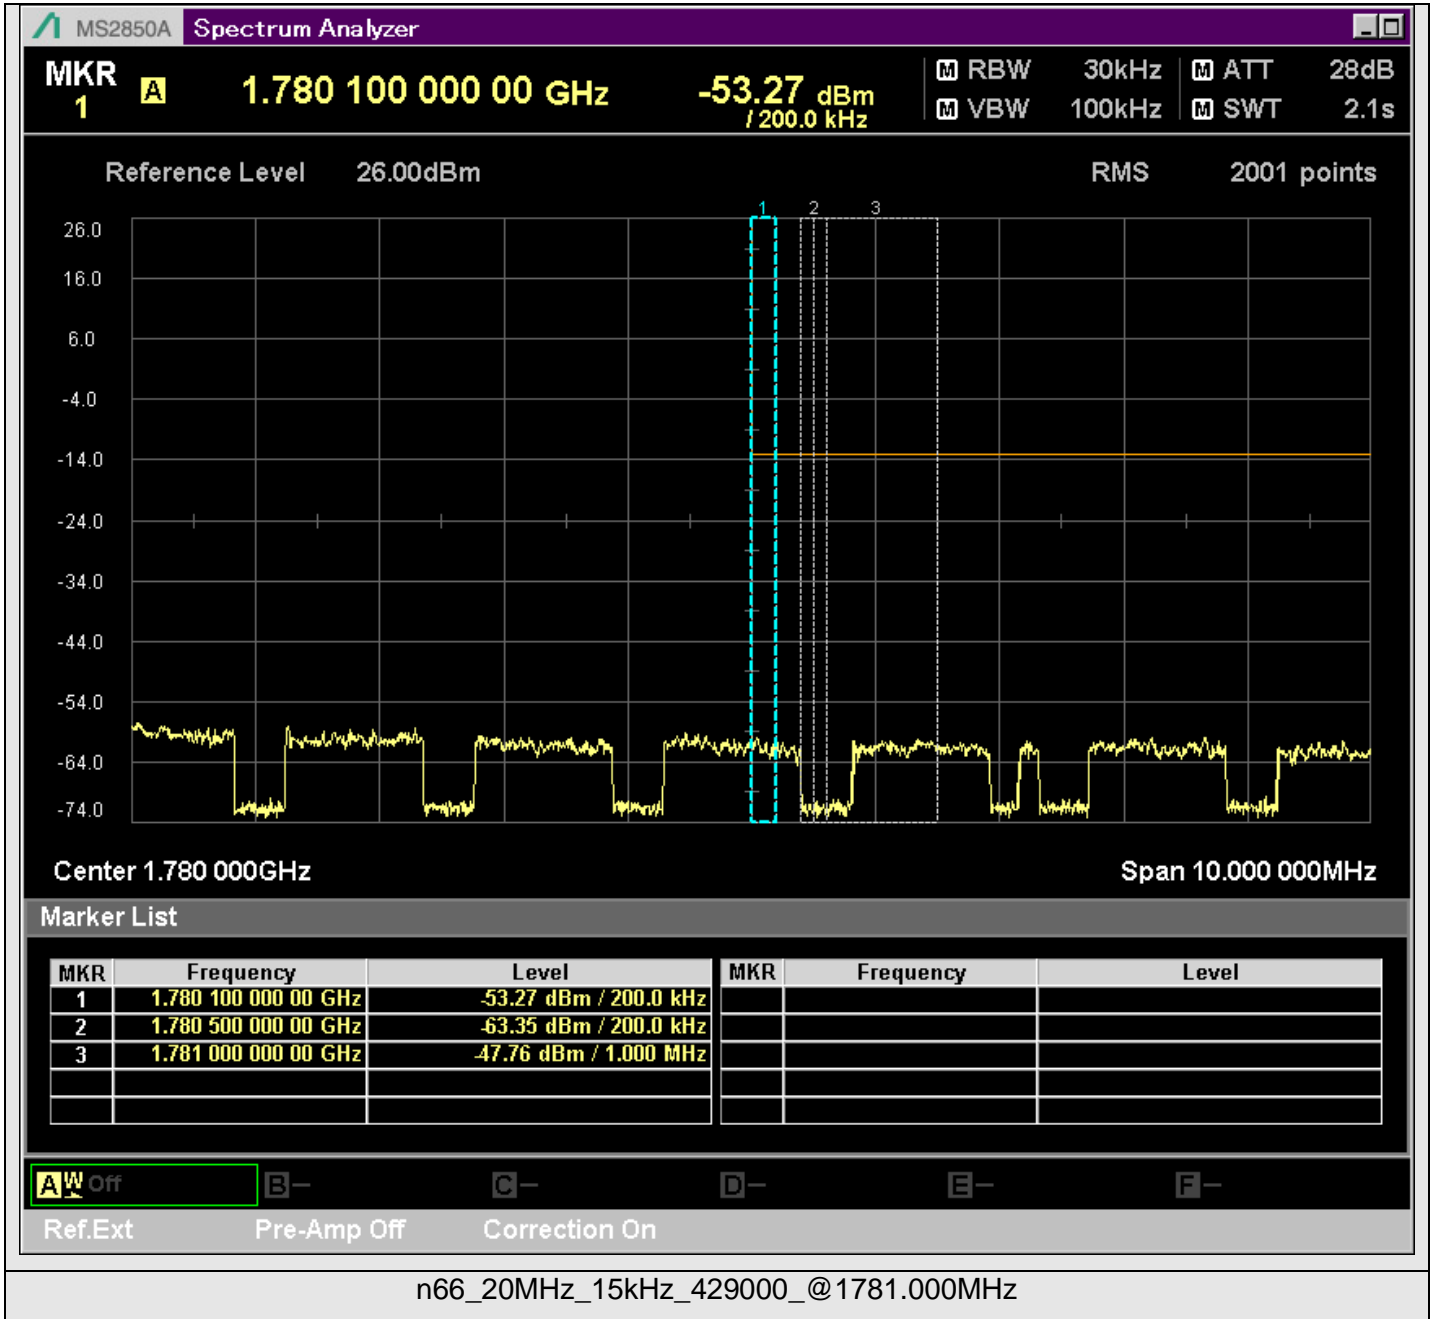 MS2850A Spectrum Analyzer
MKR 1 A 1.780 100 000 00 GHz -53.27 dBm / 200.0 kHz
M RBW 30kHz M ATT 28dB
M VBW 100kHz M SWT 2.1s
Reference Level 26.00dBm RMS 2001 points
1 2 3
26.0
16.0
6.0
-4.0
-14.0
-24.0
-34.0
-44.0
-54.0
-64.0
-74.0
Center 1.780 000GHz Span 10.000 000MHz
Marker List
MKR Frequency Level MKR Frequency Level
1 1.780 100 000 00 GHz -53.27 dBm / 200.0 kHz
2 1.780 500 000 00 GHz -63.35 dBm / 200.0 kHz
3 1.781 000 000 00 GHz -47.76 dBm / 1.000 MHz
A W Off B- C- D- E- F-
Ref.Ext Pre-Amp Off Correction On
n66_20MHz_15kHz_429000_@1781.000MHz